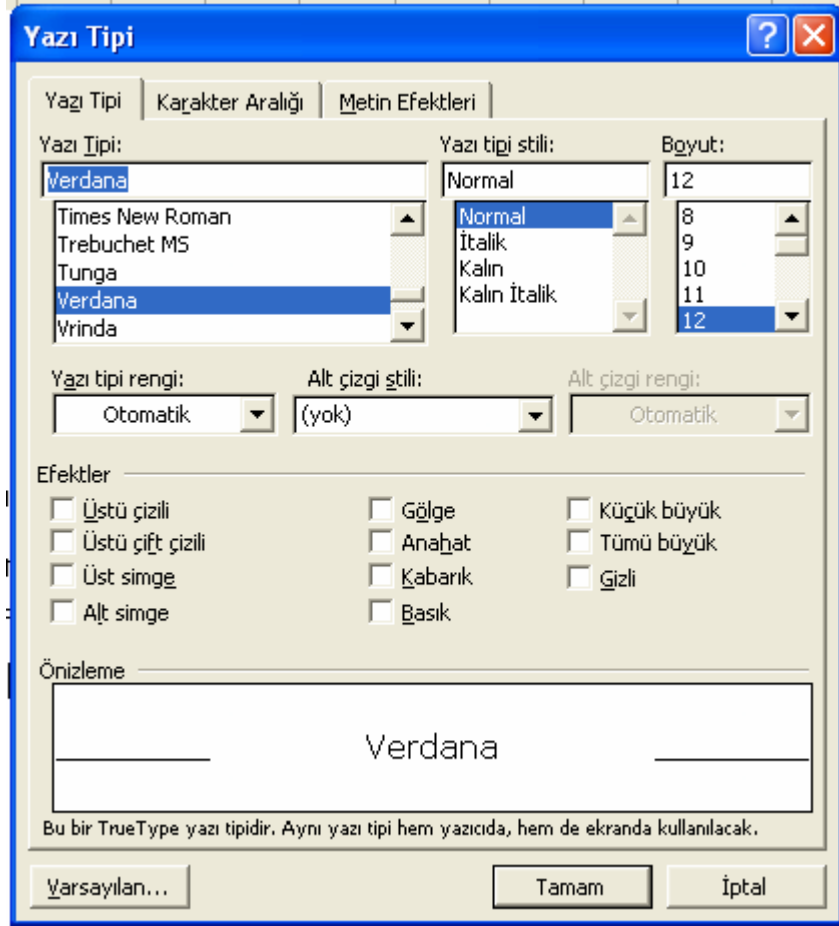 Yazı Tipi
Yazı Tipi Karakter Aralığı Metin Efektleri
Yazı Tipi: Yazı tipi stili: Boyut:
Verdana Normal 12
Times New Roman Normal 8
Trebuchet MS İtalik 9
Tunga Kalın 10
Verdana Kalın İtalik 11
Vrinda 12
Yazı tipi rengi: Alt çizgi stili: Alt çizgi rengi:
Otomatik (yok) Otomatik
Efektler
Üstü çizili Gölge Küçük büyük
Üstü çift çizili Anahat Tümü büyük
Üst simge Kabarık Gizli
Alt simge Basık
Önizleme
Verdana
Bu bir TrueType yazı tipidir. Aynı yazı tipi hem yazıcıda, hem de ekranda kullanılacak.
Varsayılan... Tamam İptal